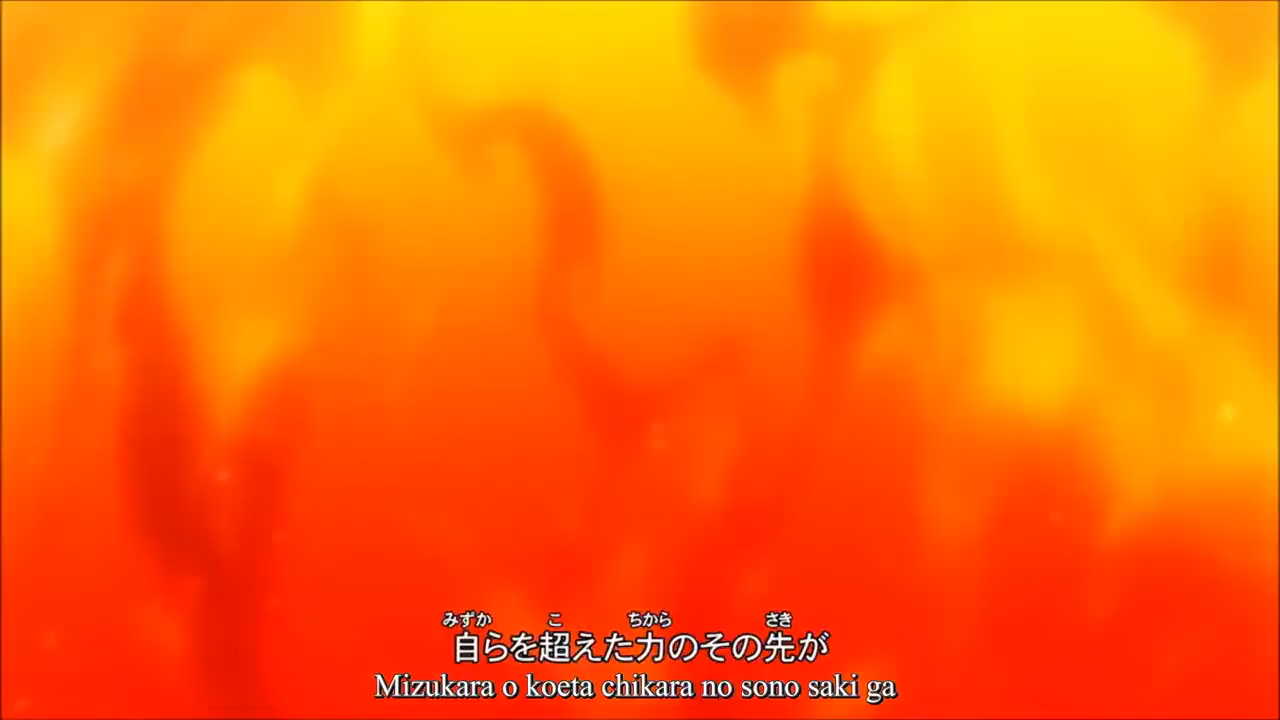 みずか こ ちから さき
自らを超えた力のその先が
Mizukara o koeta chikara no sono saki ga